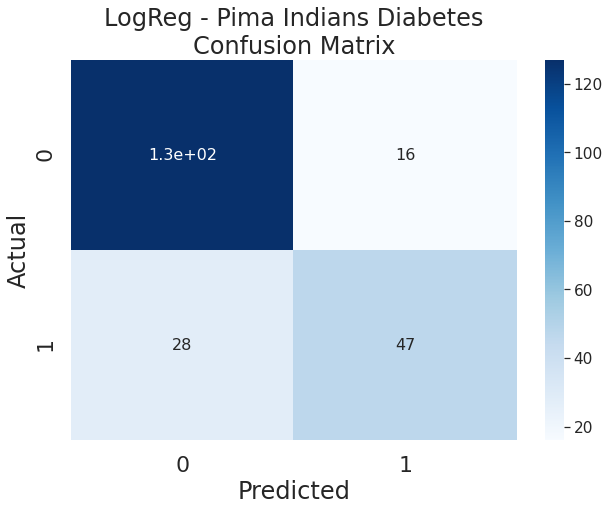 LogReg - Pima Indians Diabetes
Confusion Matrix
Actual
0
1.3e+02
16
1
28
47
0
1
Predicted
120
100
80
60
40
20